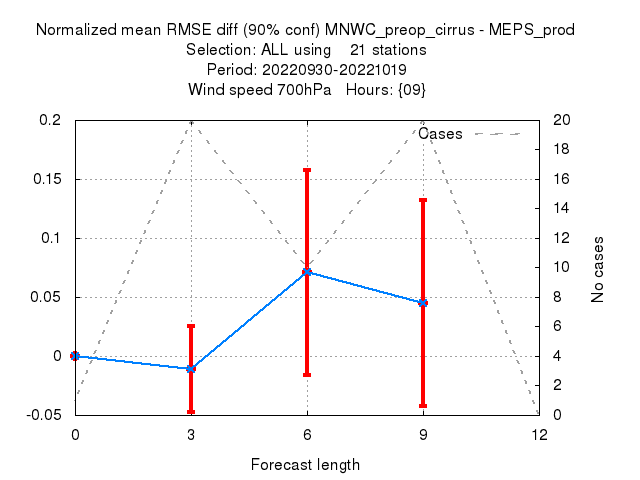 Normalized mean RMSE diff (90% conf) MNWC_preop_cirrus - MEPS_prod
Selection: ALL using    21 stations
Period: 20220930-20221019
Wind speed 700hPa   Hours: {09}
Cases
0.2
0.15
0.1
0.05
0
-0.05
20
18
16
14
12
10
8
6
4
2
0
No cases
0 3 6 9 12
Forecast length